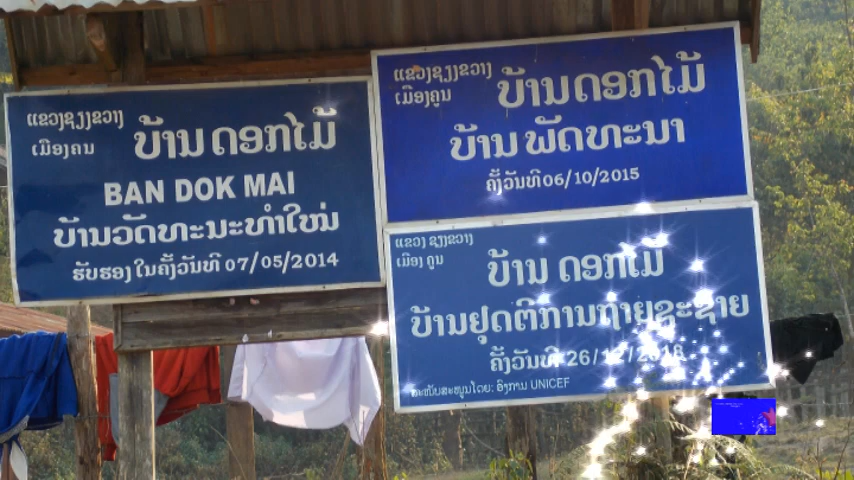 ແຂວງຊຽງຂວາງ
ເມືອງຄູນ
ບ້ານ ດອກໄມ້
BAN DOK MAI
ບ້ານວັດທະນະທຳໃໝ່
ຮັບຮອງ ໃນຄັ້ງວັນທີ 07/05/2014
ແຂວງຊຽງຂວາງ
ເມືອງຄູນ
ບ້ານດອກໄມ້
ບ້ານ ພັດທະນາ
ຄັ້ງວັນທີ 06/10/2015
ແຂວງ ຊຽງຂວາງ
ເມືອງ ຄູນ
ບ້ານ ດອກໄມ້
ບ້ານຢຸດຕິການຖ່າຍຊະຊາຍ
ຄັ້ງວັນທີ 26/12/2018
ສະໜັບສະໜູນໂດຍ: ອົງການ UNICEF